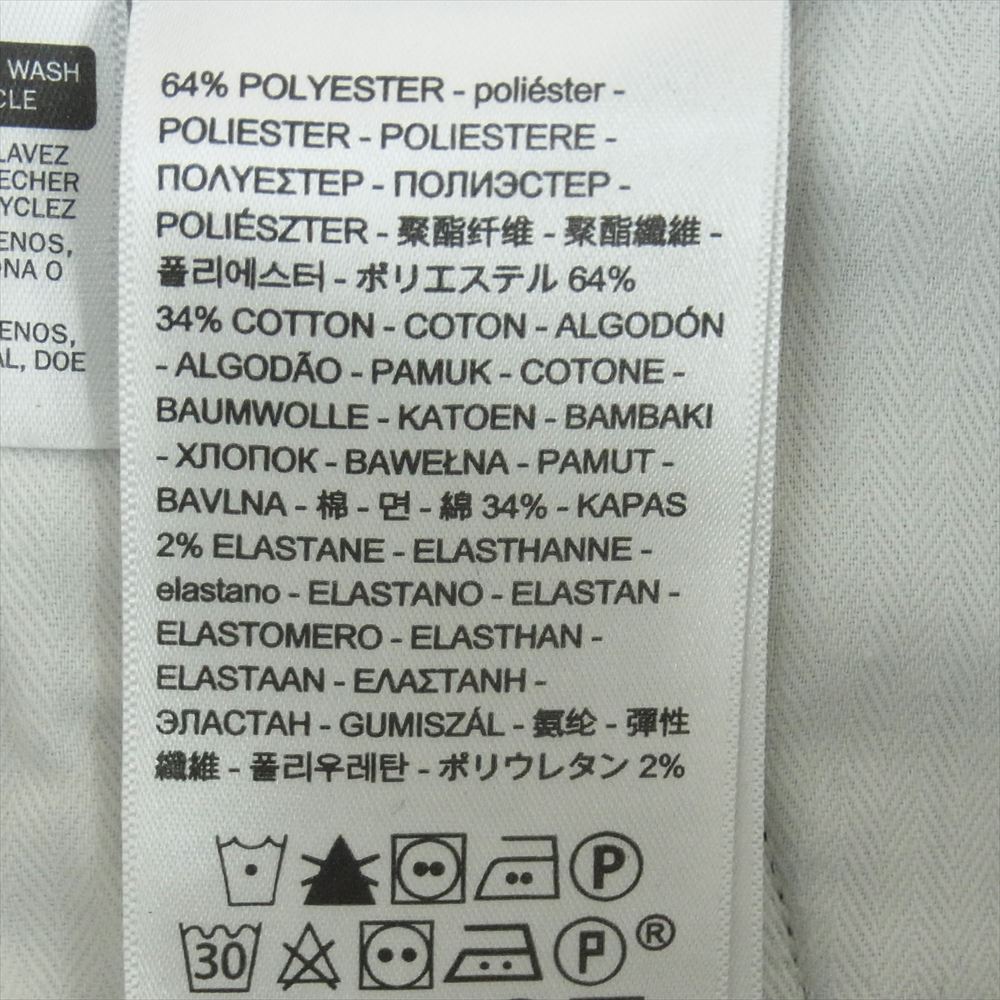 WASH
CLE
LAVEZ
ECHER
YCLEZ
ENOS,
NA O
ENOS,
AL, DOE
64% POLYESTER - poliéster -
POLIESTER - POLIESTERE -
ΠΟΛΥΕΣΤΕΡ - ПОЛИЭСТЕР -
POLIÉSZTER - 聚酯纤维 - 聚酯纖維 -
폴리에스터 - ポリエステル 64%
34% COTTON - COTON - ALGODÓN
- ALGODÃO - PAMUK - COTONE -
BAUMWOLLE - KATOEN - BAMBAKI
- ХЛОПОК - BAWEŁNA - PAMUT -
BAVLNA - 棉 - 면 - 綿 34% - KAPAS
2% ELASTANE - ELASTHANNE -
elastano - ELASTANO - ELASTAN -
ELASTOMERO - ELASTHAN -
ELASTAAN - ΕΛΑΣΤΑΝΗ -
ЭЛАСТАН - GUMISZÁL - 氨纶 - 彈性
纖維 - 폴리우레탄 - ポリウレタン 2%
P
30 P ®